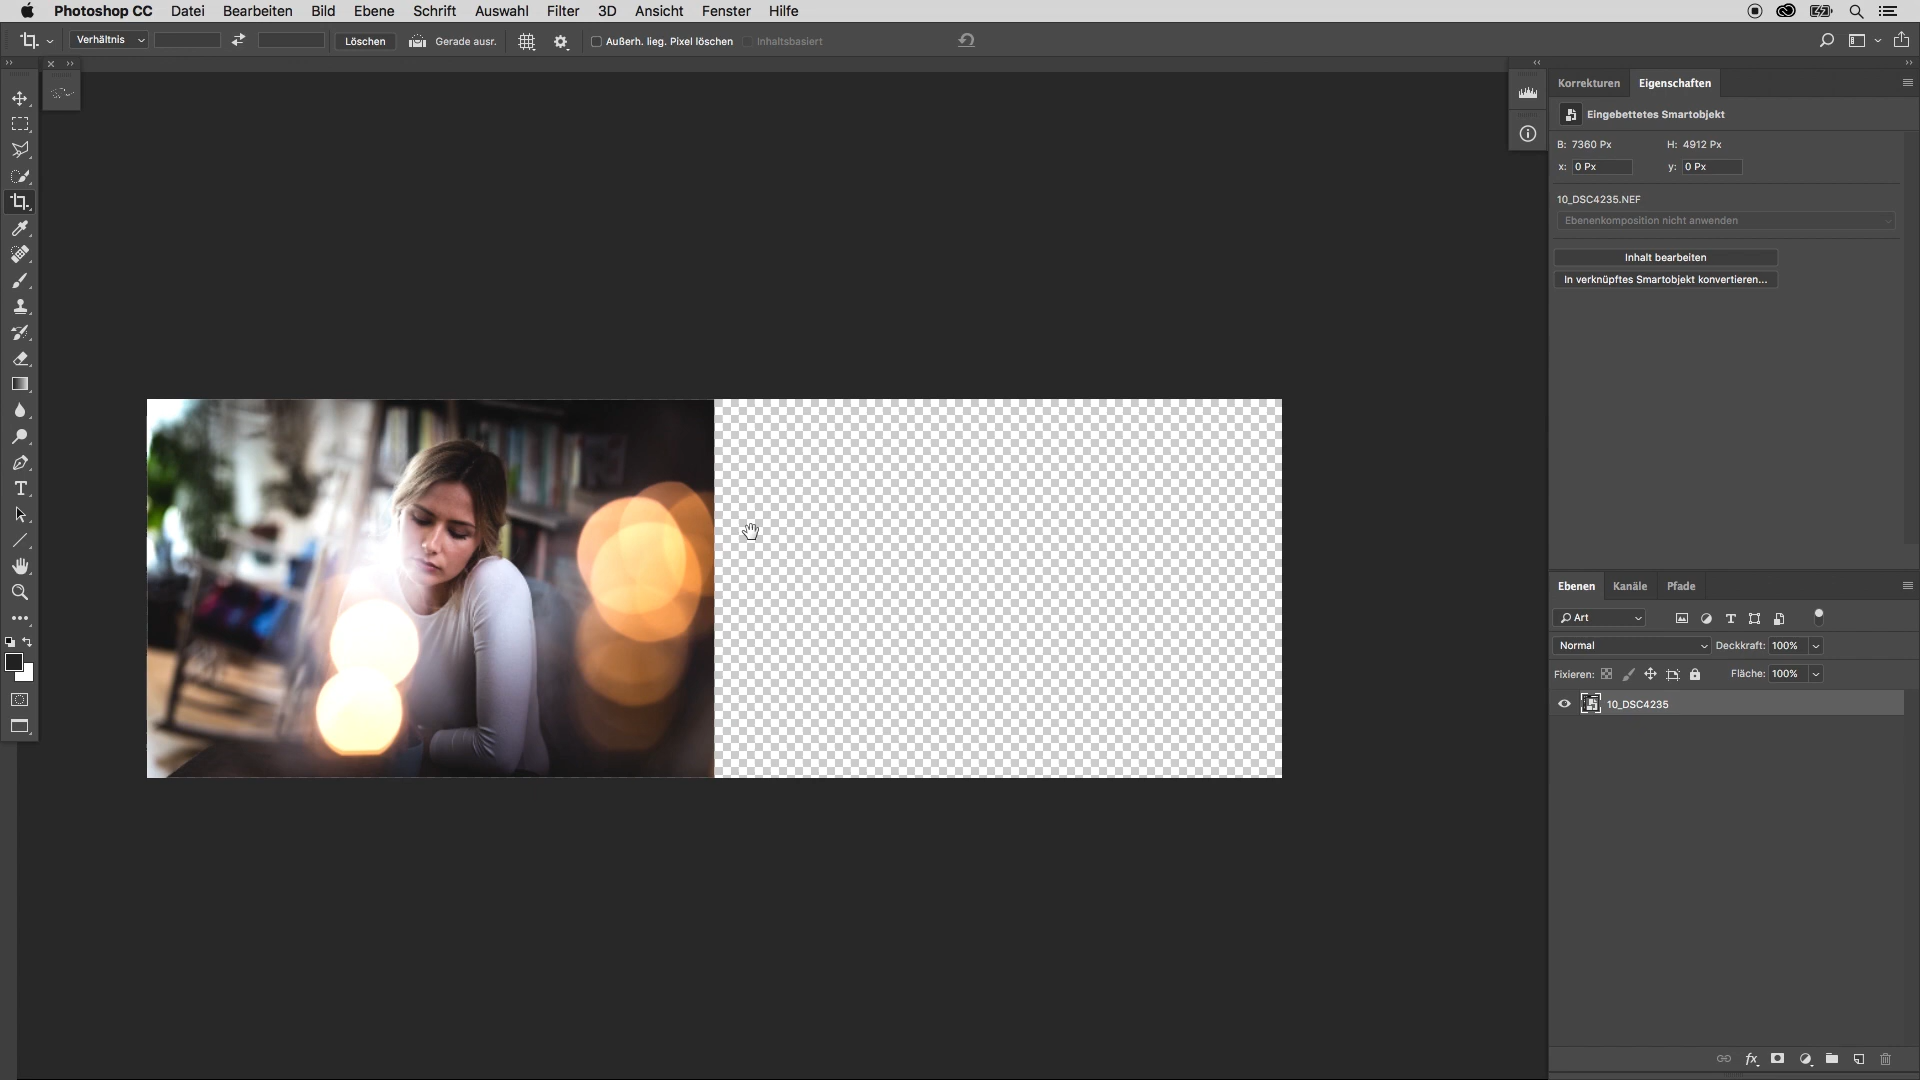 Photoshop CC Datei Bearbeiten Bild Ebene Schrift Auswahl Filter 3D Ansicht Fenster Hilfe
Verhältnis Löschen Gerade ausr. Außerh. lieg. Pixel löschen Inhaltsbasiert
Korrekturen Eigenschaften
Eingebettetes Smartobjekt
B: 7360 Px H: 4912 Px
x: 0 Px y: 0 Px
10_DSC4235.NEF
Ebenenkomposition nicht anwenden
Inhalt bearbeiten
In verknüpftes Smartobjekt konvertieren...
Ebenen Kanäle Pfade
Art
Normal Deckkraft: 100%
Fixieren: Fläche: 100%
10_DSC4235